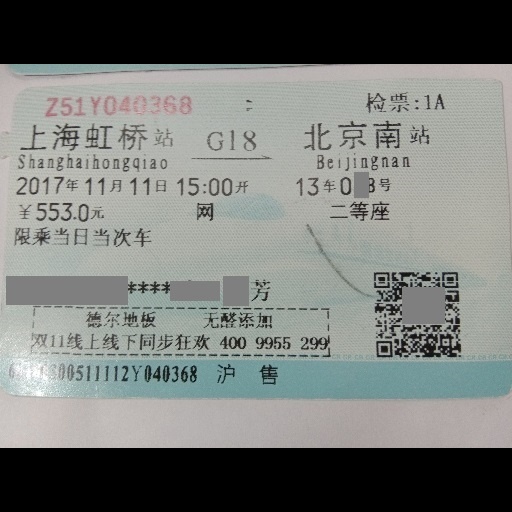 Z51Y040368 检票:1A
上海虹桥站 G18 北京南站
Shanghaihongqiao Beijingnan
2017年11月11日 15:00开 13车0 号
￥553.0元 网 二等座
限乘当日当次车
**** 芳
德尔地板 无醛添加
双11线上线下同步狂欢 400 9955 299
00511112Y040368 沪 售